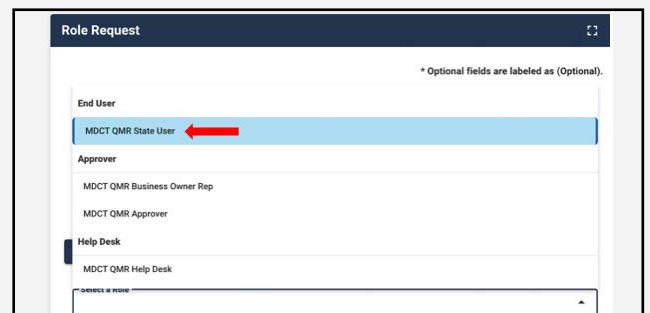 Role Request
* Optional fields are labeled as (Optional).
End User
MDCT QMR State User
Approver
MDCT QMR Business Owner Rep
MDCT QMR Approver
Help Desk
MDCT QMR Help Desk
Select a Role